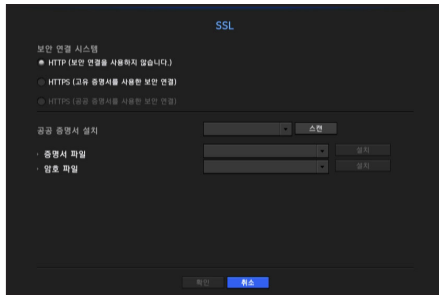 SSL
보안 연결 시스템
HTTP (보안 연결을 사용하지 않습니다.)
HTTPS (고유 증명서를 사용한 보안 연결)
HTTPS (공공 증명서를 사용한 보안 연결)
공공 증명서 설치 스캔
· 증명서 파일 설치
· 암호 파일 설치
확인 취소